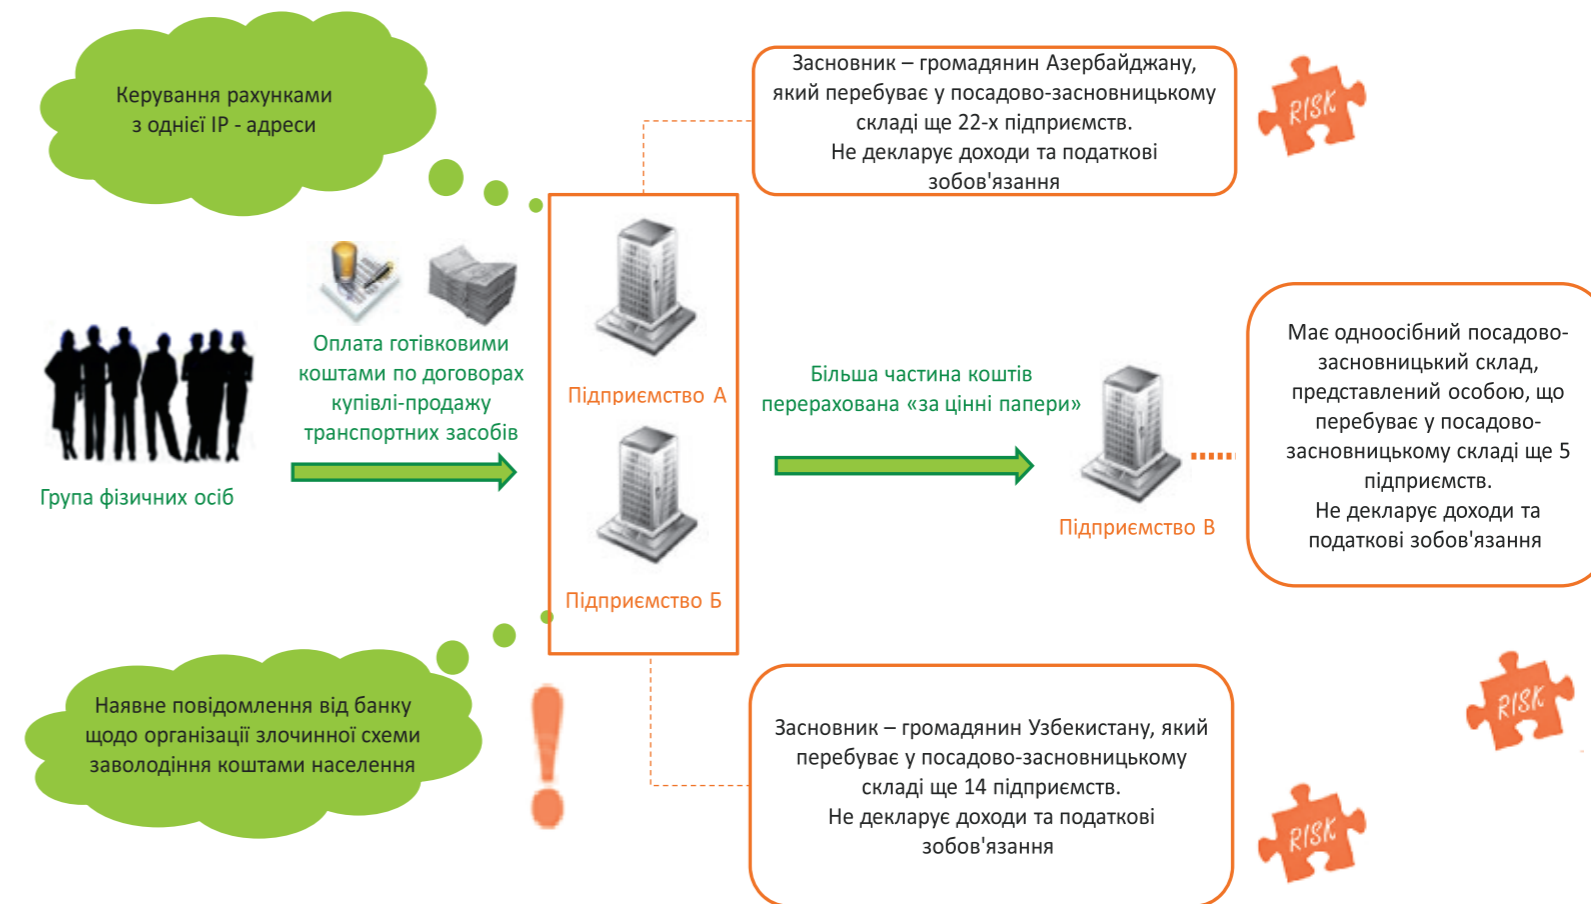 Керування рахунками
з однієї IP - адреси
Засновник – громадянин Азербайджану,
який перебуває у посадово-засновницькому
складі ще 22-х підприємств.
Не декларує доходи та податкові
зобов'язання
RISK
Оплата готівковими
коштами по договорах
купівлі-продажу
транспортних засобів
Група фізичних осіб
Підприємство А
Підприємство Б
Більша частина коштів
перерахована «за цінні папери»
Підприємство В
Має одноосібний посадово-
засновницький склад,
представлений особою, що
перебуває у посадово-
засновницькому складі ще 5
підприємств.
Не декларує доходи та
податкові зобов'язання
RISK
Наявне повідомлення від банку
щодо організації злочинної схеми
заволодіння коштами населення
Засновник – громадянин Узбекистану, який
перебуває у посадово-засновницькому
складі ще 14 підприємств.
Не декларує доходи та податкові
зобов'язання
RISK